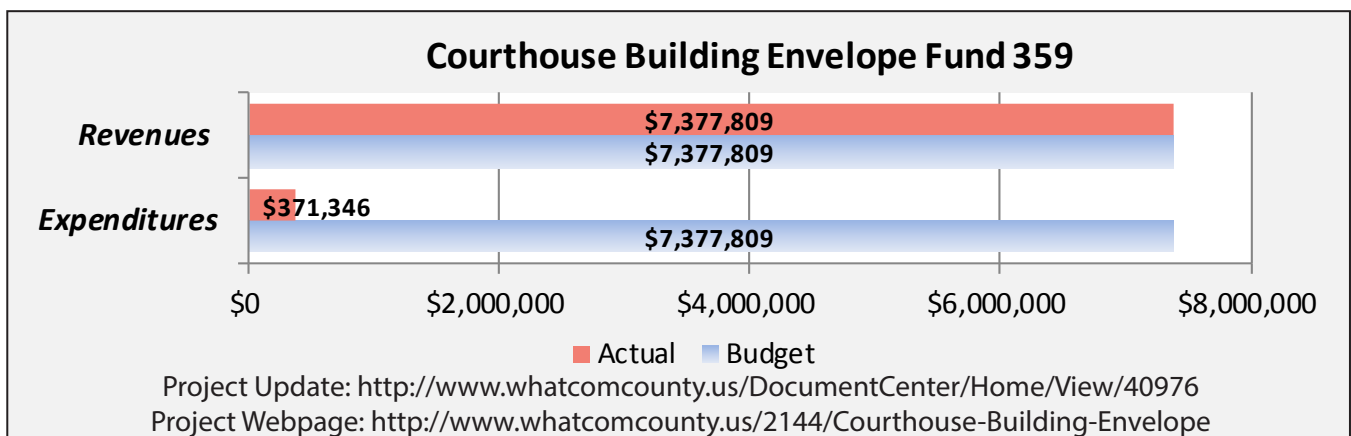 Courthouse Building Envelope Fund 359
Revenues
$7,377,809
$7,377,809
Expenditures
$371,346
$7,377,809
$0 $2,000,000 $4,000,000 $6,000,000 $8,000,000
Actual Budget
Project Update: http://www.whatcomcounty.us/DocumentCenter/Home/View/40976
Project Webpage: http://www.whatcomcounty.us/2144/Courthouse-Building-Envelope